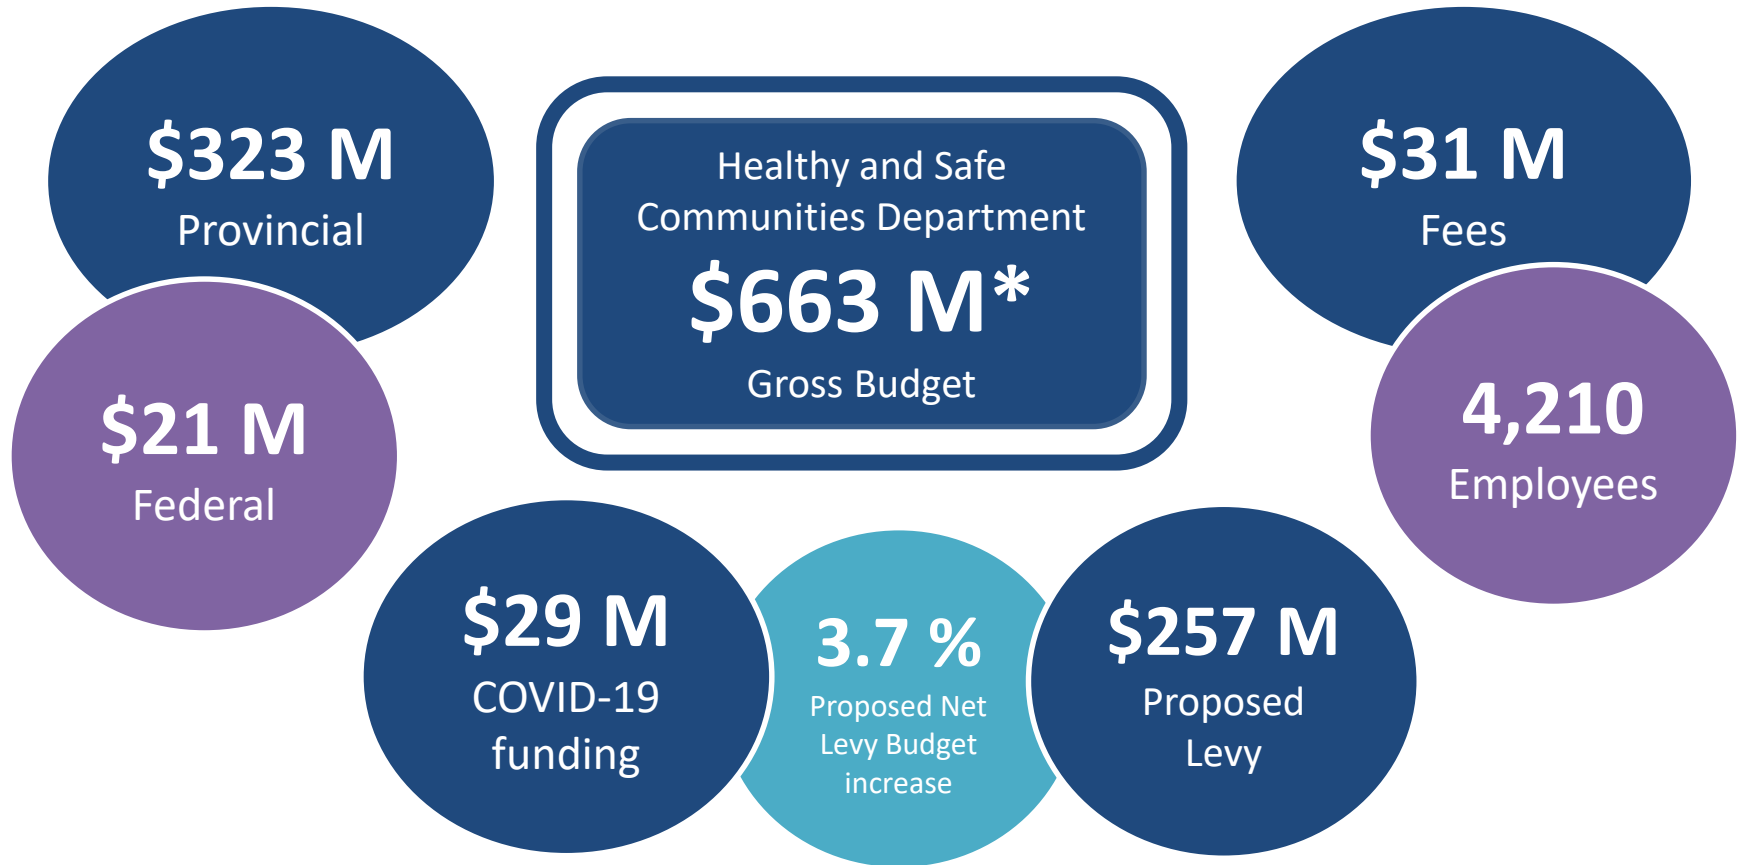 $323 M
Provincial
$21 M
Federal
Healthy and Safe
Communities Department
$663 M*
Gross Budget
$31 M
Fees
4,210
Employees
$29 M
COVID-19
funding
3.7 %
Proposed Net
Levy Budget
increase
$257 M
Proposed
Levy